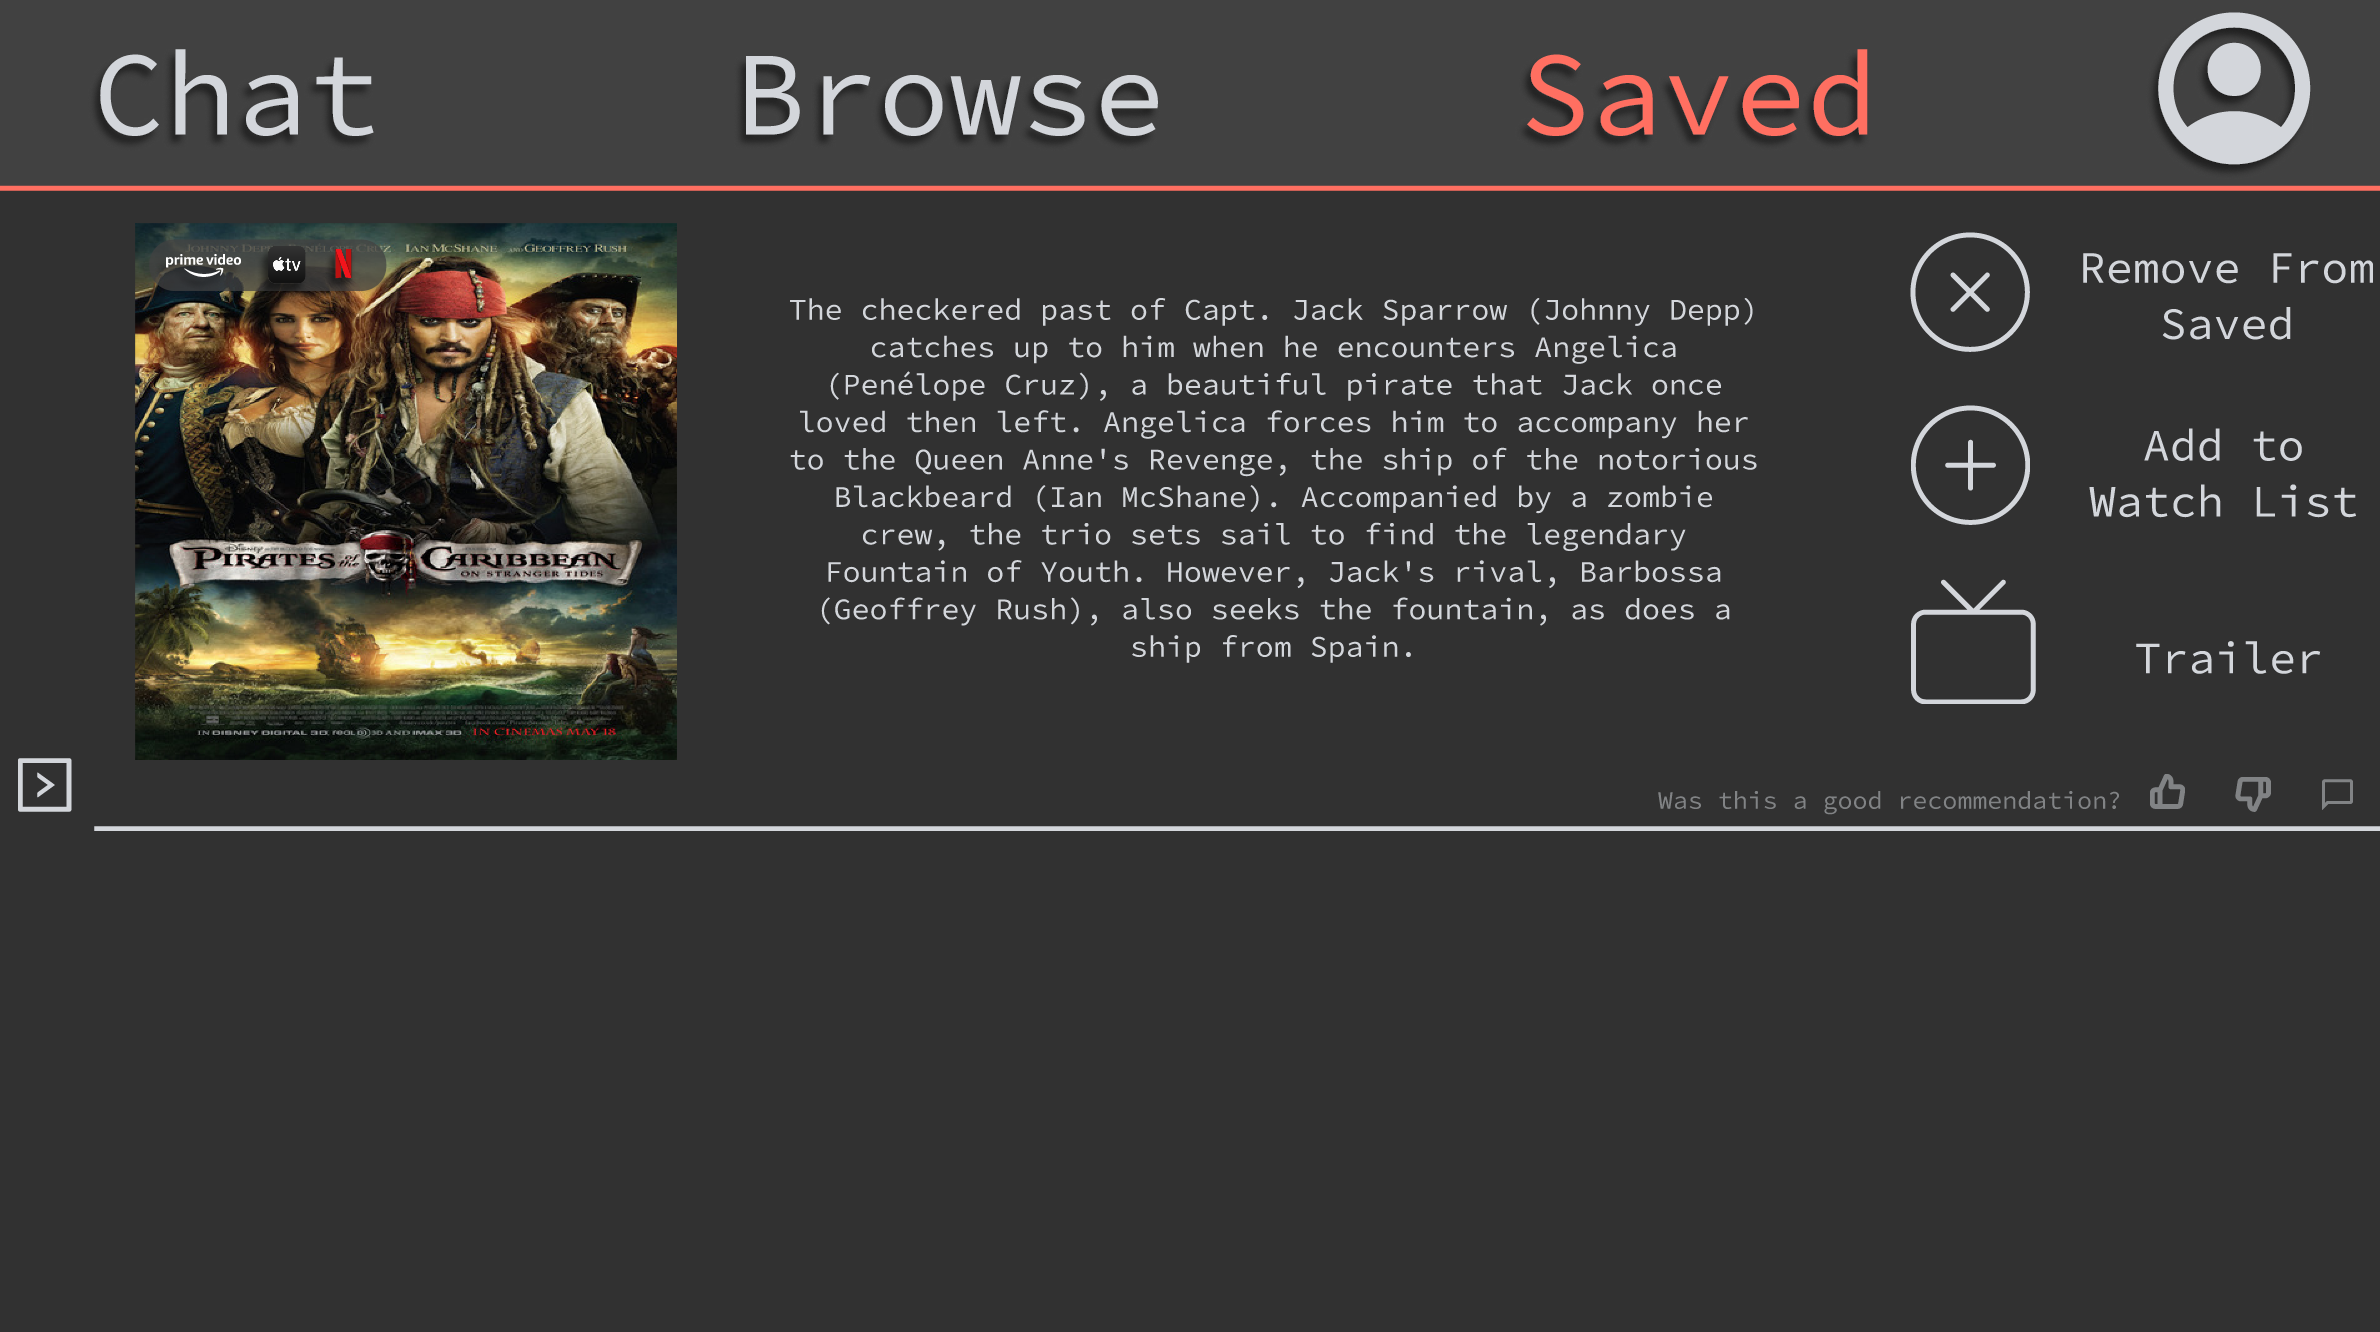 Chat Browse Saved
JOHNNY DEPP PENÉLOPE CRUZ IAN MCSHANE AND GEOFFREY RUSH
prime video tv N
The checkered past of Capt. Jack Sparrow (Johnny Depp)
catches up to him when he encounters Angelica
(Penélope Cruz), a beautiful pirate that Jack once
loved then left. Angelica forces him to accompany her
to the Queen Anne's Revenge, the ship of the notorious
Blackbeard (Ian McShane). Accompanied by a zombie
crew, the trio sets sail to find the legendary
Fountain of Youth. However, Jack's rival, Barbossa
(Geoffrey Rush), also seeks the fountain, as does a
ship from Spain.
Disney
PIRATES of the CARIBBEAN
ON STRANGER TIDES
IN DISNEY DIGITAL 3D, REAL D 3D AND IMAX 3D IN CINEMAS MAY 18
Remove From
Saved
Add to
Watch List
Trailer
Was this a good recommendation?